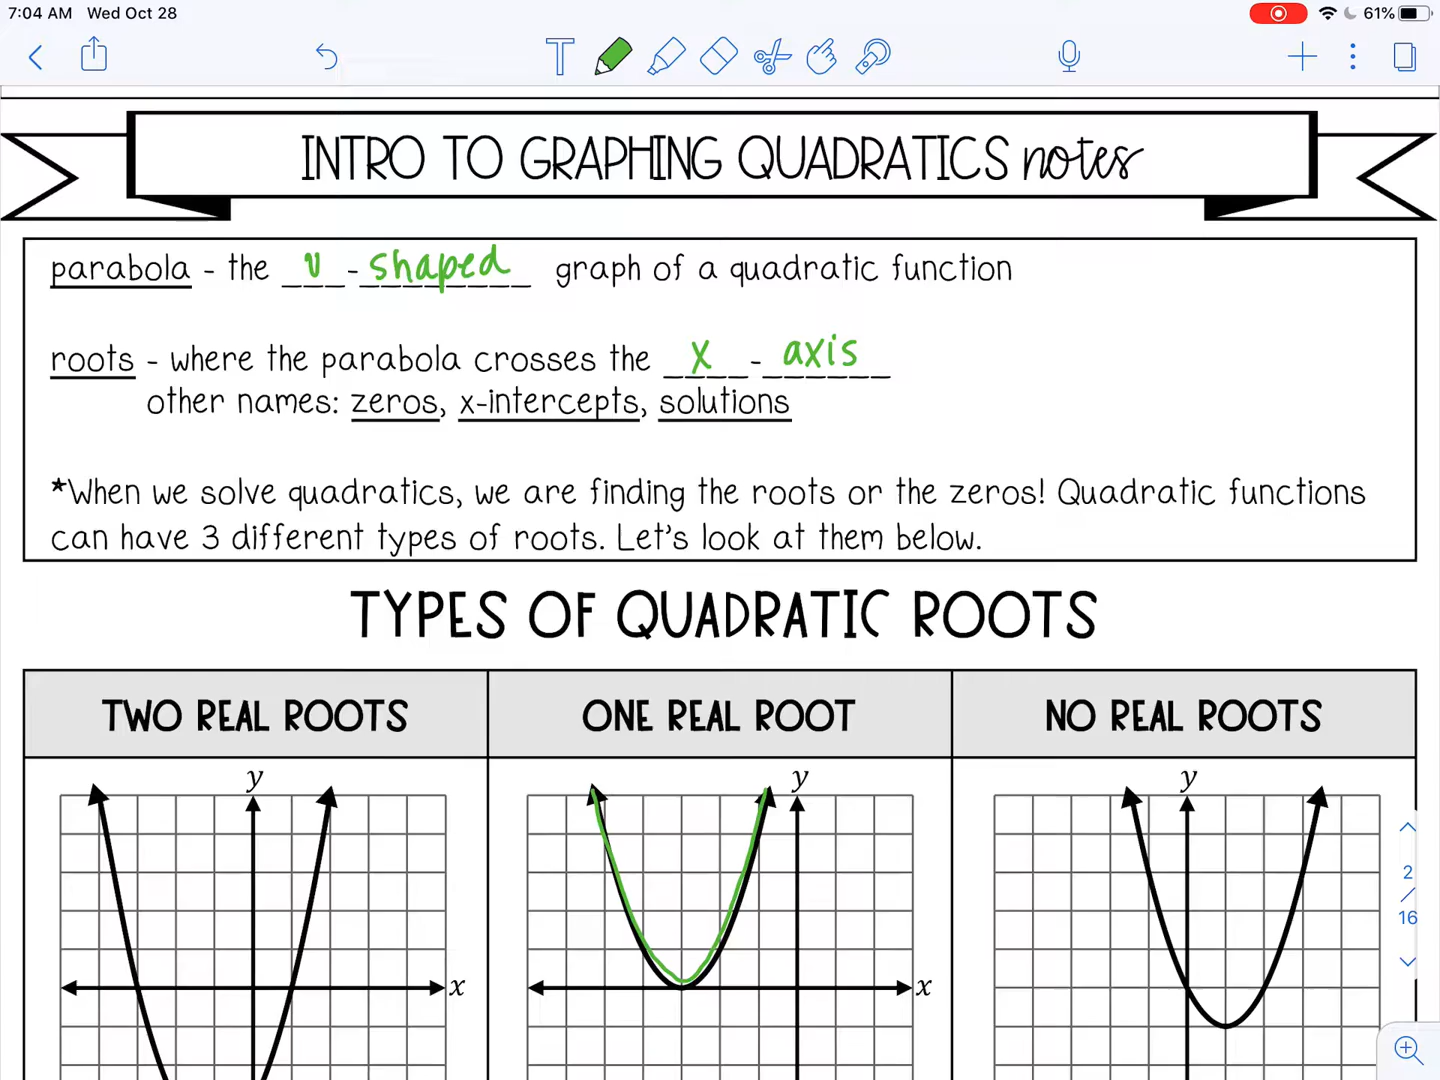 7:04 AM Wed Oct 28
61%
INTRO TO GRAPHING QUADRATICS notes
parabola - the U - shaped graph of a quadratic function
roots - where the parabola crosses the x - axis
other names: zeros, x-intercepts, solutions
*When we solve quadratics, we are finding the roots or the zeros! Quadratic functions
can have 3 different types of roots. Let's look at them below.
TYPES OF QUADRATIC ROOTS
TWO REAL ROOTS
ONE REAL ROOT
NO REAL ROOTS
y
y
y
x
x
2
/
16